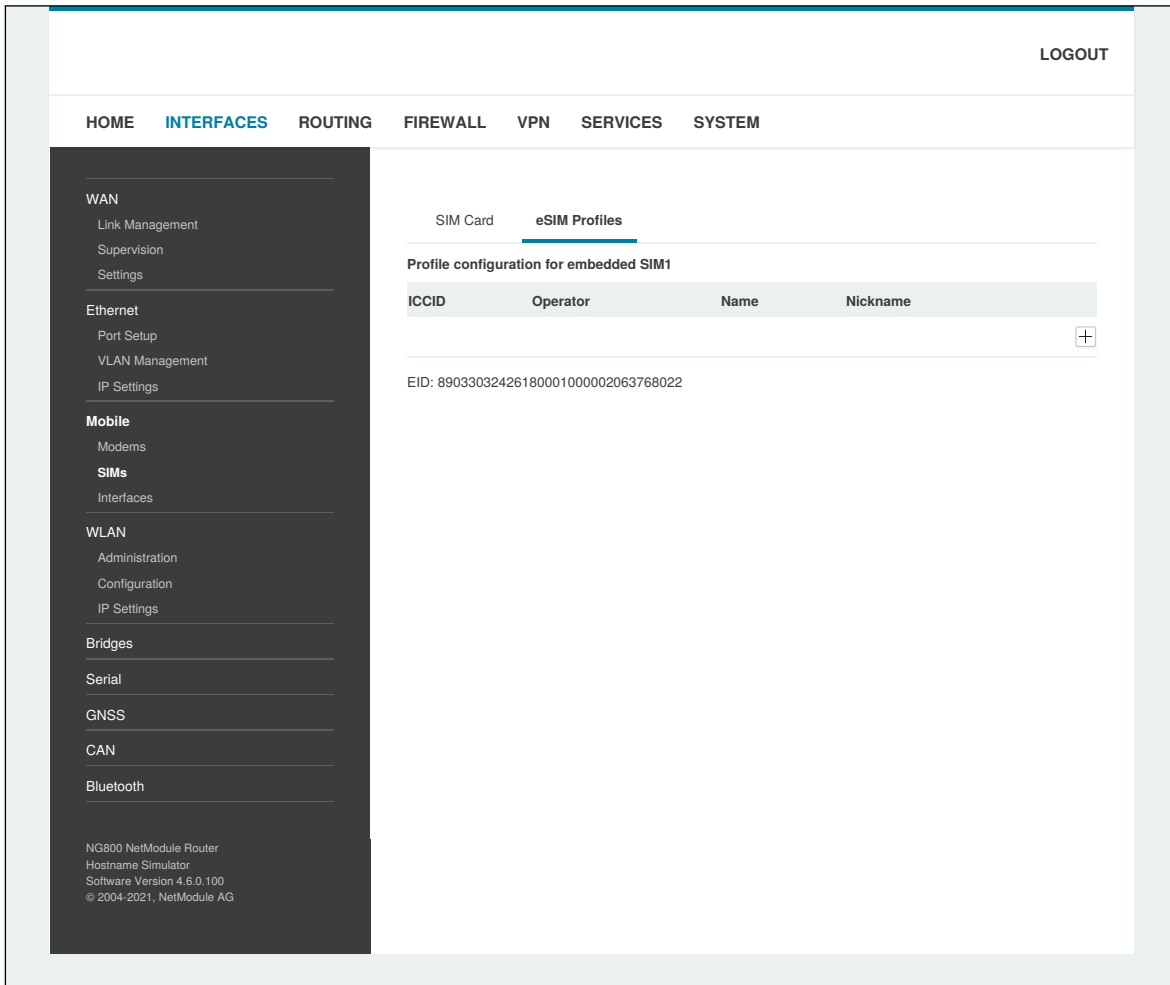 LOGOUT
HOME INTERFACES ROUTING FIREWALL VPN SERVICES SYSTEM
WAN
Link Management
Supervision
Settings
Ethernet
Port Setup
VLAN Management
IP Settings
Mobile
Modems
SIMs
Interfaces
WLAN
Administration
Configuration
IP Settings
Bridges
Serial
GNSS
CAN
Bluetooth
NG800 NetModule Router
Hostname Simulator
Software Version 4.6.0.100
© 2004-2021, NetModule AG
SIM Card eSIM Profiles
Profile configuration for embedded SIM1
ICCID Operator Name Nickname
EID: 89033032426180001000002063768022